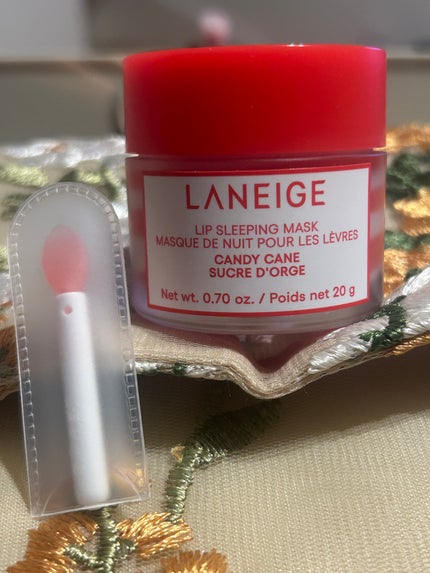 LANEIGE
LIP SLEEPING MASK
MASQUE DE NUIT POUR LES LÈVRES
CANDY CANE
SUCRE D'ORGE
Net wt. 0.70 oz. / Poids net 20 g